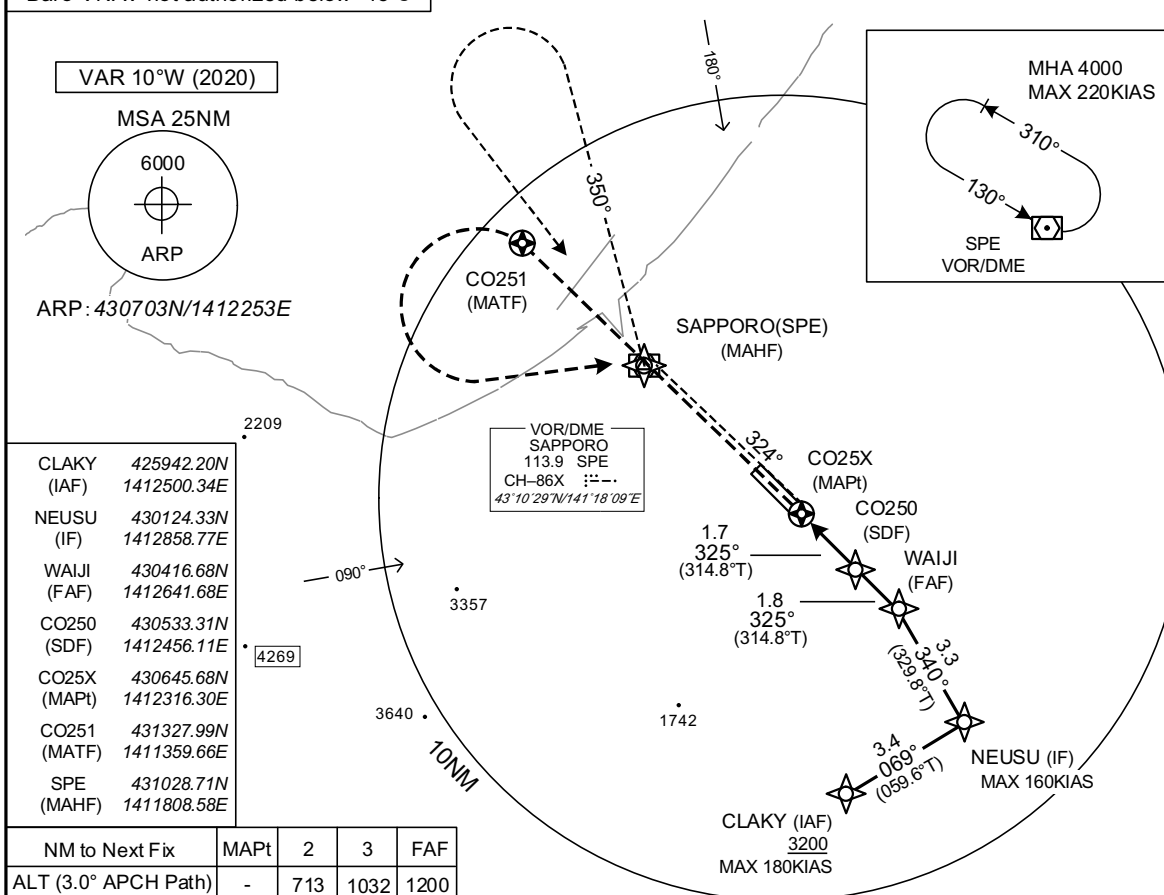 VAR 10°W (2020)
MSA 25NM
6000
ARP
ARP: 430703N/1412253E
180°
MHA 4000
MAX 220KIAS
310°
130°
SPE
VOR/DME
350°
CO251
(MATF)
SAPPORO(SPE)
(MAHF)
2209
VOR/DME
SAPPORO
113.9 SPE
CH–86X
43°10'29"N/141°18'09"E
324°
CO25X
(MAPt)
CO250
(SDF)
WAIJI
(FAF)
1.7
325°
(314.8°T)
1.8
325°
(314.8°T)
090°
3357
4269
3640
1742
10NM
3.3
340°
(329.8°T)
3.4
069°
(059.6°T)
NEUSU (IF)
MAX 160KIAS
CLAKY (IAF)
3200
MAX 180KIAS
CLAKY 425942.20N
(IAF) 1412500.34E
NEUSU 430124.33N
(IF) 1412858.77E
WAIJI 430416.68N
(FAF) 1412641.68E
CO250 430533.31N
(SDF) 1412456.11E
CO25X 430645.68N
(MAPt) 1412316.30E
CO251 431327.99N
(MATF) 1411359.66E
SPE 431028.71N
(MAHF) 1411808.58E
NM to Next Fix MAPt 2 3 FAF
ALT (3.0° APCH Path) - 713 1032 1200